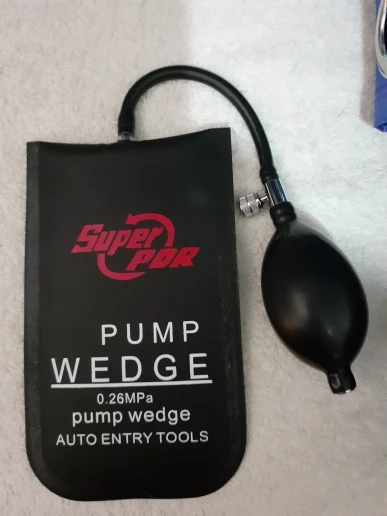 Super
PDR
PUMP
WEDGE
0.26MPa
pump wedge
AUTO ENTRY TOOLS